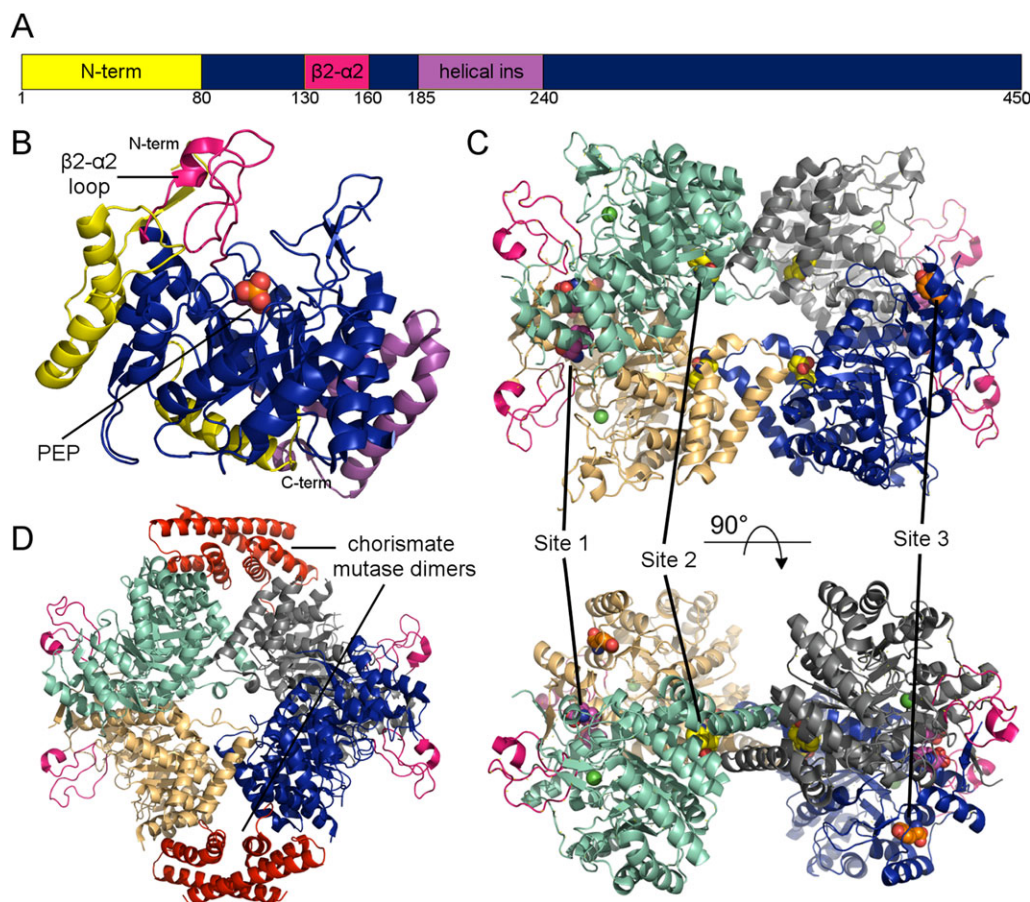 A
N-term β2-α2 helical ins
1 80 130 160 185 240 450
B
N-term
β2-α2
loop
PEP
C-term
C
Site 1
Site 2
90°
Site 3
D
chorismate
mutase dimers